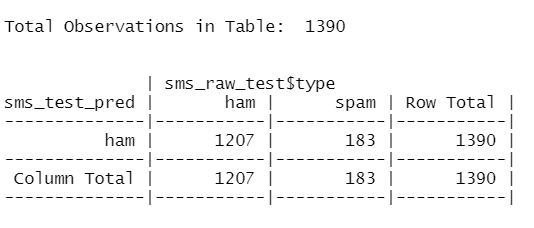 Total Observations in Table:  1390
             | sms_raw_test$type
sms_test_pred |       ham |      spam | Row Total |
--------------|-----------|-----------|-----------|
          ham |      1207 |       183 |      1390 |
--------------|-----------|-----------|-----------|
 Column Total |      1207 |       183 |      1390 |
--------------|-----------|-----------|-----------|